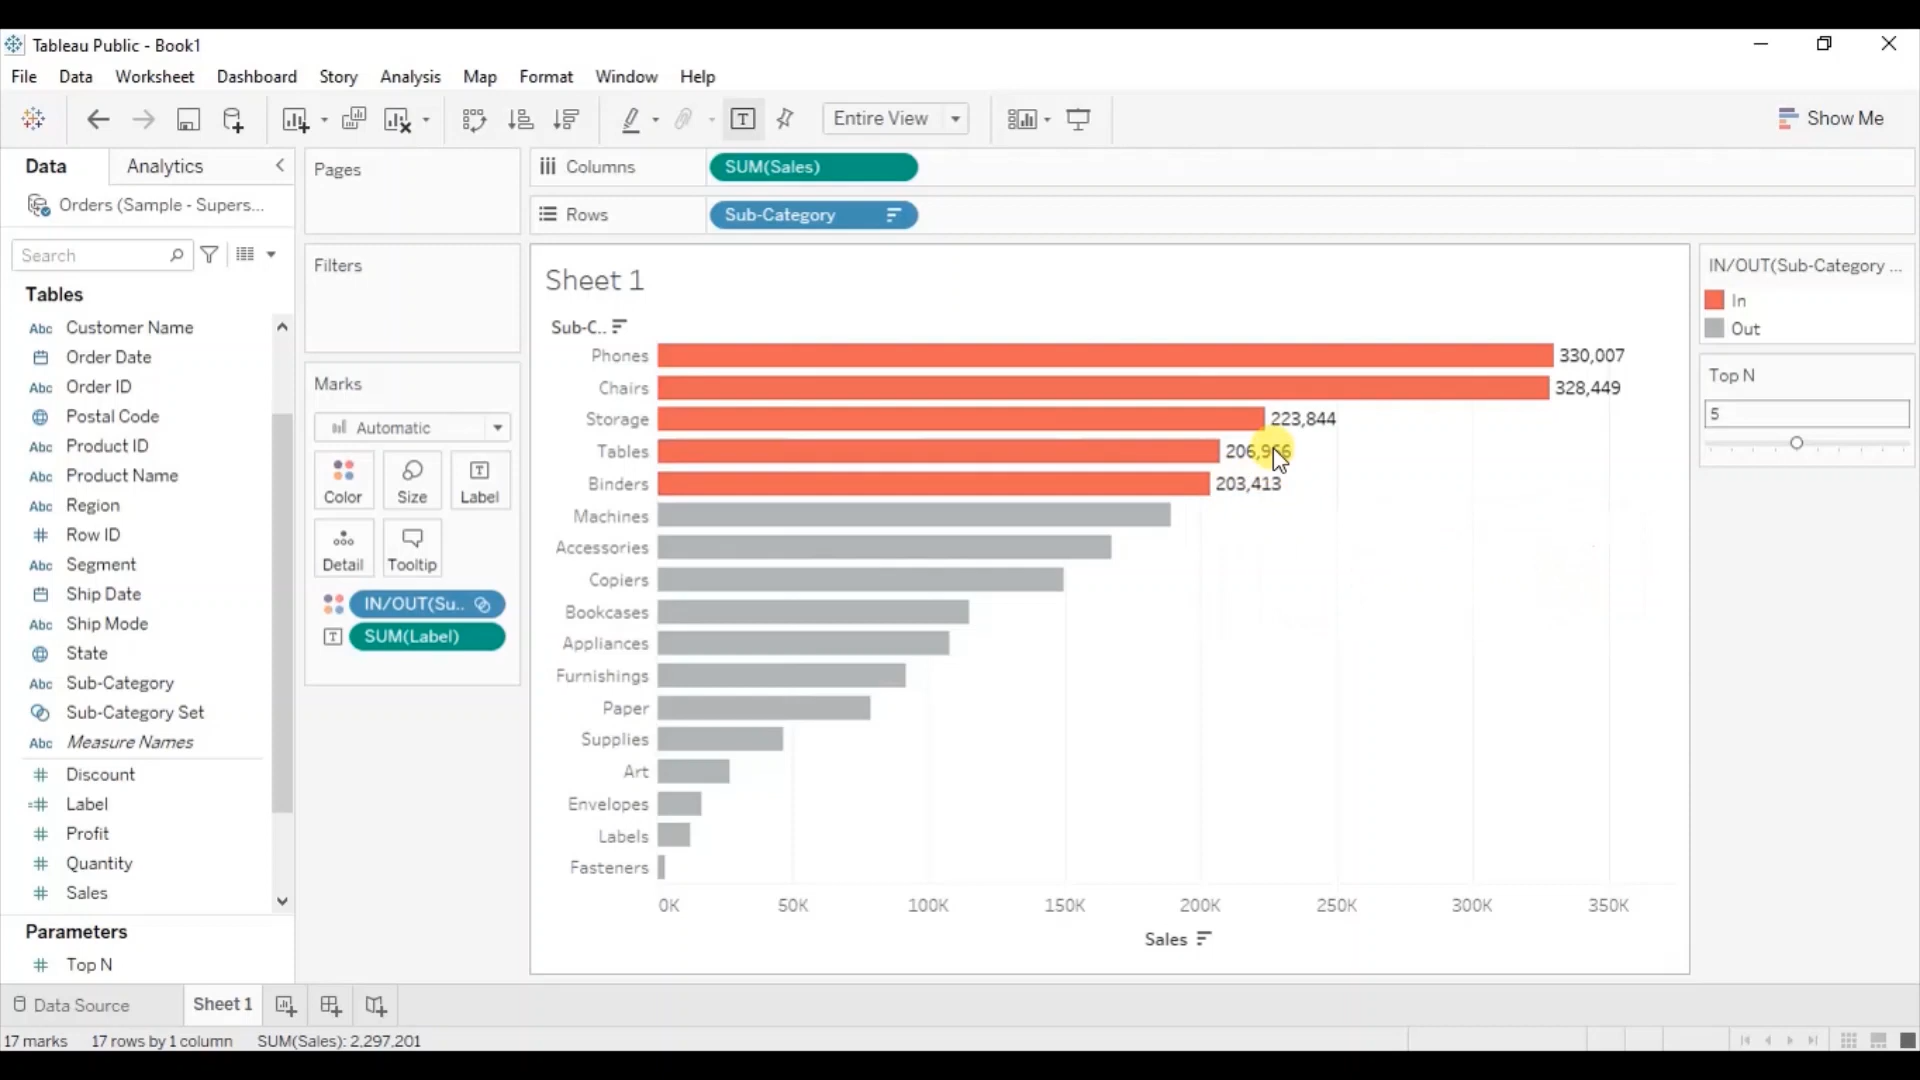 Tableau Public - Book1
File Data Worksheet Dashboard Story Analysis Map Format Window Help
Entire View
Show Me
Data Analytics
Pages
Columns SUM(Sales)
Orders (Sample - Supers...
Rows Sub-Category
Search
Filters
Tables
Customer Name
Order Date
Order ID
Postal Code
Product ID
Product Name
Region
Row ID
Segment
Ship Date
Ship Mode
State
Sub-Category
Sub-Category Set
Measure Names
Discount
Label
Profit
Quantity
Sales
Parameters
Top N
Marks
Automatic
Color Size Label
Detail Tooltip
IN/OUT(Su..
SUM(Label)
Sheet 1
Sub-C..
Phones 330,007
Chairs 328,449
Storage 223,844
Tables
Binders 203,413
Machines
Accessories
Copiers
Bookcases
Appliances
Furnishings
Paper
Supplies
Art
Envelopes
Labels
Fasteners
0K 50K 100K 150K 200K 250K 300K 350K
Sales
IN/OUT(Sub-Category ...
In
Out
Top N
5
Data Source Sheet 1
17 marks 17 rows by 1 column SUM(Sales): 2,297,201